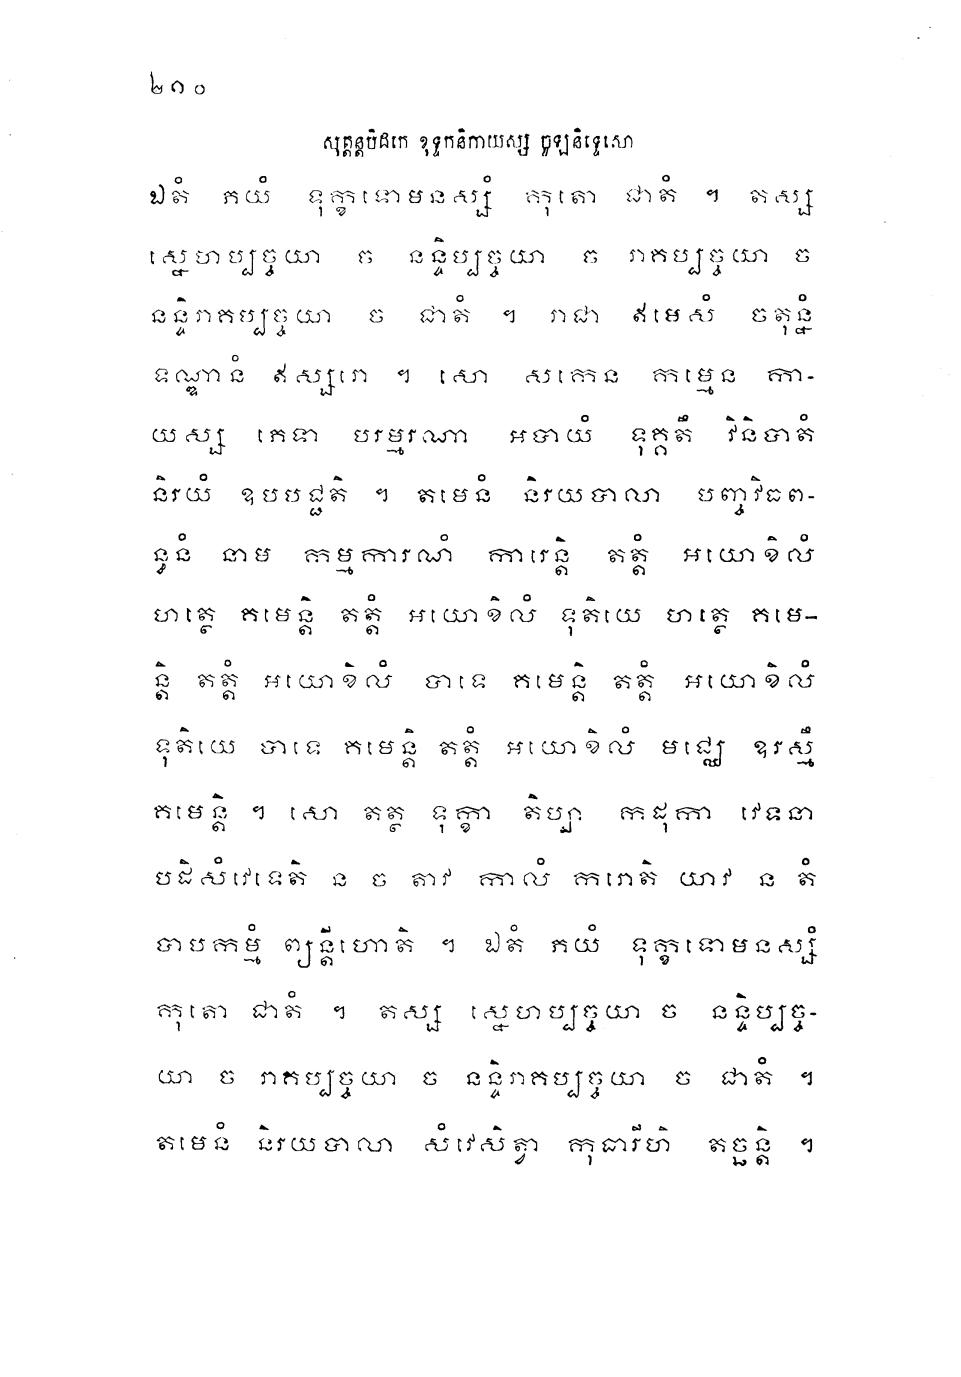 ២១០
សុត្តន្តបិដកេ ខុទ្ទកនិកាយស្ស ចូឡនិទ្ទេសោ
ឯតំ ភយំ ទុក្ខទោមនស្សំ កុតោ ជាតំ ។ តស្ស
ស្នេហប្បច្ចយា ច នន្ទិប្បច្ចយា ច រាគប្បច្ចយា ច
នន្ទិរាគប្បច្ចយា ច ជាតំ ។ រាជា ឥមេសំ ចតុន្នំ
ទណ្ឌានំ ឥស្សរោ ។ សោ សកេន កម្មេន កា-
យស្ស ភេទា បរម្មរណា អបាយំ ទុគ្គតឹ វិនិបាតំ
និរយំ ឧបបជ្ជតិ ។ តមេនំ និរយបាលា បញ្ចវិធព-
ន្ធនំ នាម កម្មការណំ ការេន្តិ តត្តំ អយោខិលំ
ហត្ថេ គមេន្តិ តត្តំ អយោខិលំ ទុតិយេ ហត្ថេ គមេ-
ន្តិ តត្តំ អយោខិលំ បាទេ គមេន្តិ តត្តំ អយោខិលំ
ទុតិយេ បាទេ គមេន្តិ តត្តំ អយោខិលំ មជ្ឈេ ឧរស្មឹ
គមេន្តិ ។ សោ តត្ថ ទុក្ខា តិប្បា កដុកា វេទនា
បដិសំវេទេតិ ន ច តាវ កាលំ ករោតិ យាវ ន តំ
បាបកម្មំ ព្យន្តីហោតិ ។ ឯតំ ភយំ ទុក្ខទោមនស្សំ
កុតោ ជាតំ ។ តស្ស ស្នេហប្បច្ចយា ច នន្ទិប្បច្ច-
យា ច រាគប្បច្ចយា ច នន្ទិរាគប្បច្ចយា ច ជាតំ ។
តមេនំ និរយបាលា សំវេសិត្វា កុធារីហិ តច្ឆន្តិ ។